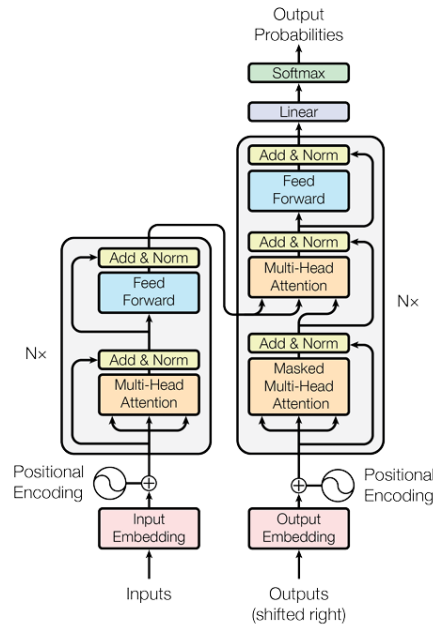 Output
Probabilities
Softmax
Linear
Add & Norm
Feed
Forward
Add & Norm
Multi-Head
Attention
Add & Norm
Masked
Multi-Head
Attention
N×
Add & Norm
Feed
Forward
Add & Norm
Multi-Head
Attention
N×
Positional
Encoding
Positional
Encoding
Input
Embedding
Output
Embedding
Inputs
Outputs
(shifted right)